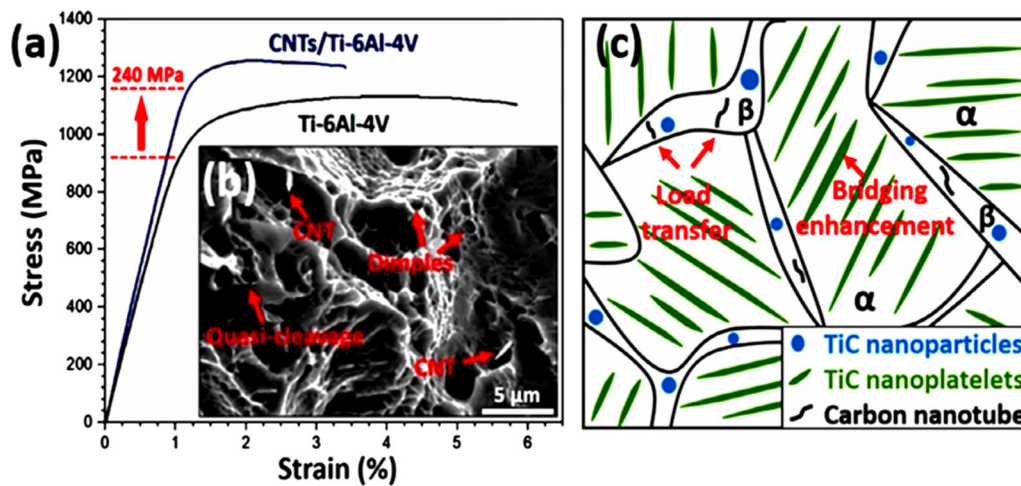 (a)
1400
1200
1000
800
600
400
200
0
Stress (MPa)
0 1 2 3 4 5 6
Strain (%)
CNTs/Ti-6Al-4V
240 MPa
Ti-6Al-4V
(b)
CNT
Dimples
Quasi-cleavage
CNT
5 μm
(c)
β
α
Load
transfer
Bridging
enhancement
β
α
TiC nanoparticles
TiC nanoplatelets
Carbon nanotube